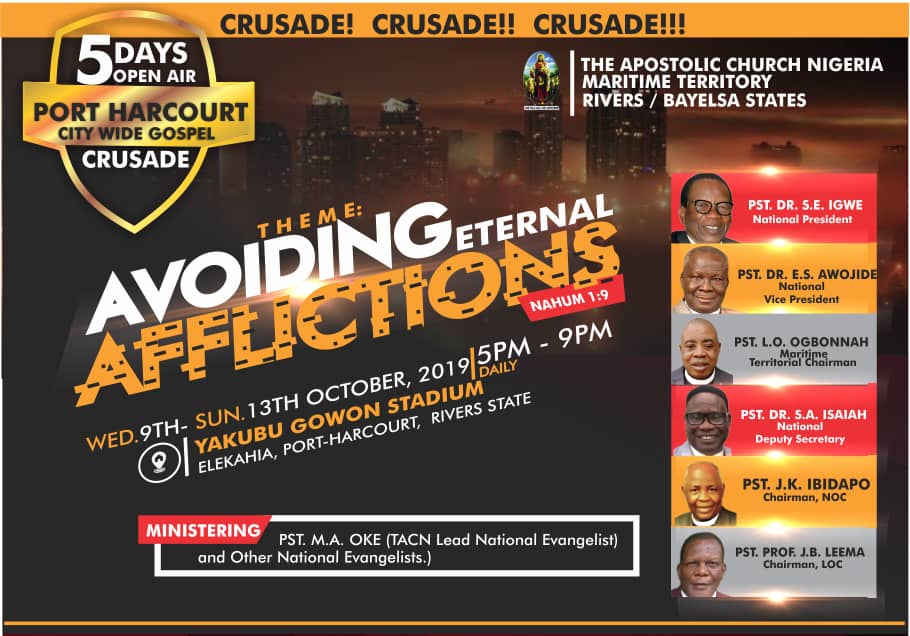 CRUSADE! CRUSADE!! CRUSADE!!!
5 DAYS
OPEN AIR
PORT HARCOURT
CITY WIDE GOSPEL
CRUSADE
THE APOSTOLIC CHURCH NIGERIA
MARITIME TERRITORY
RIVERS / BAYELSA STATES
THEME:
AVOIDING ETERNAL
AFFLICTIONS
NAHUM 1:9
WED.9TH- SUN.13TH OCTOBER, 2019
5PM - 9PM
DAILY
YAKUBU GOWON STADIUM
ELEKAHIA, PORT-HARCOURT, RIVERS STATE
MINISTERING
PST. M.A. OKE (TACN Lead National Evangelist)
and Other National Evangelists.)
PST. DR. S.E. IGWE
National President
PST. DR. E.S. AWOJIDE
National
Vice President
PST. L.O. OGBONNAH
Maritime
Territorial Chairman
PST. DR. S.A. ISAIAH
National
Deputy Secretary
PST. J.K. IBIDAPO
Chairman, NOC
PST. PROF. J.B. LEEMA
Chairman, LOC